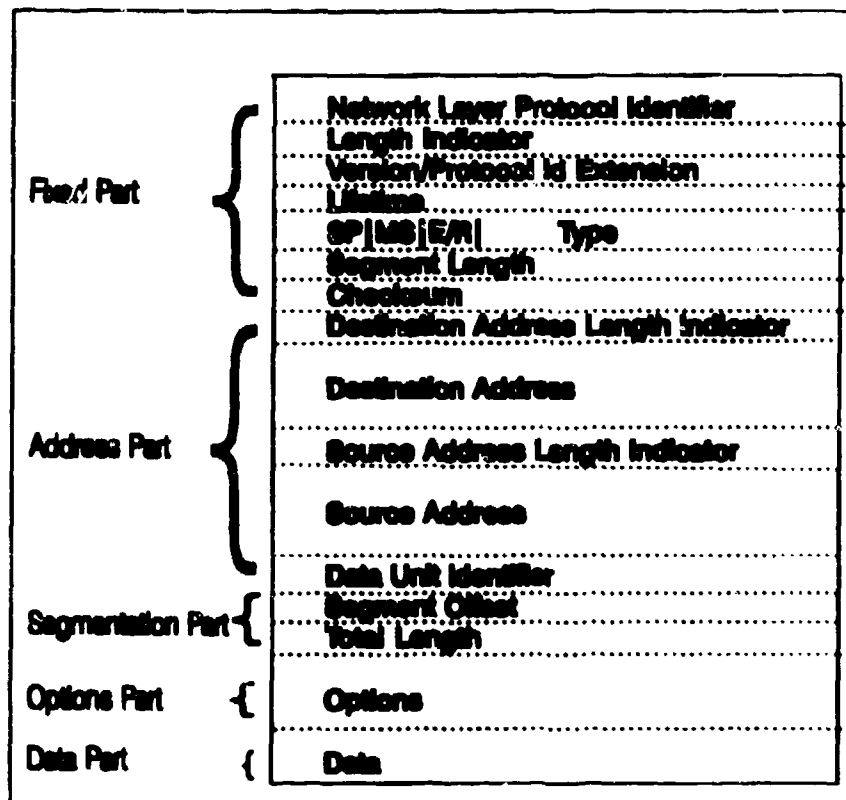 Fixed Part
Network Layer Protocol Identifier
Length Indicator
Version/Protocol Id Extension
Lifetime
SP|MS|E/R| Type
Segment Length
Checksum
Address Part
Destination Address Length Indicator
Destination Address
Source Address Length Indicator
Source Address
Segmentation Part
Data Unit Identifier
Segment Offset
Total Length
Options Part
Options
Data Part
Data